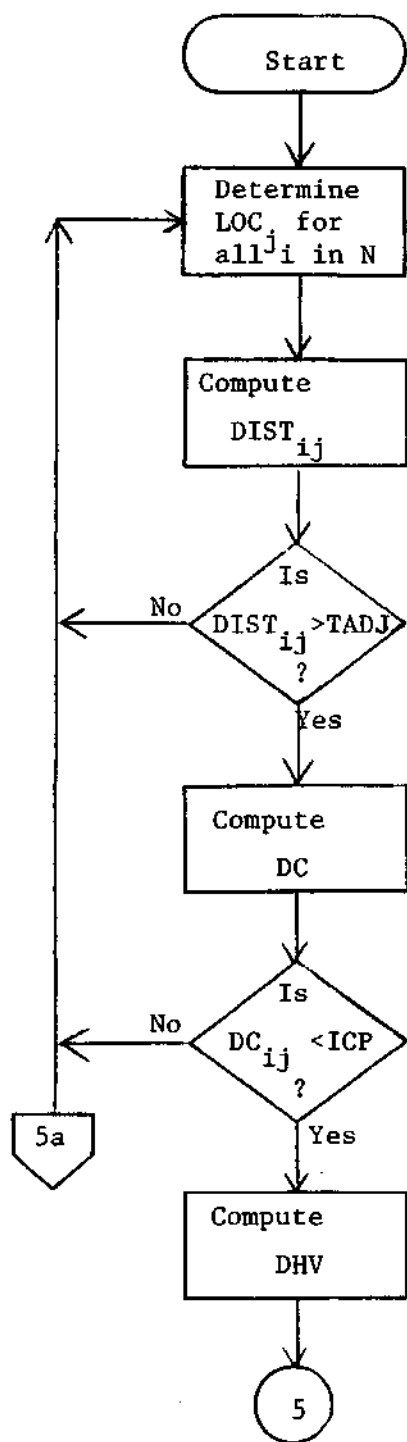 Start
Determine
LOC_j for
all i in N
Compute
DIST_ij
Is
No
DIST_ij>TADJ
?
Yes
Compute
DC
Is
No
DC_ij <ICP
?
Yes
5a
Compute
DHV
5